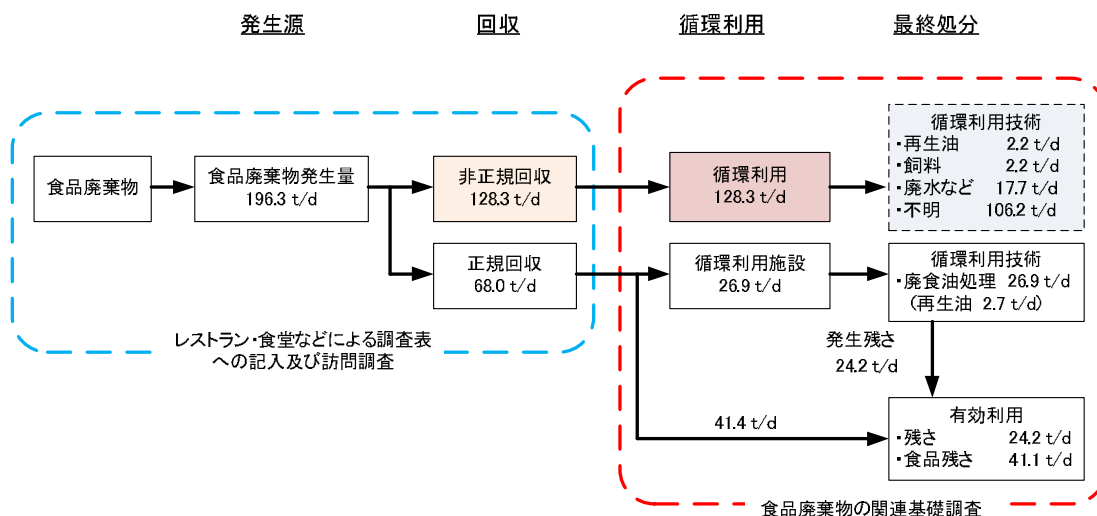 発生源 回収 循環利用 最終処分
食品廃棄物
食品廃棄物発生量
196.3 t/d
非正規回収
128.3 t/d
循環利用
128.3 t/d
循環利用技術
・再生油 2.2 t/d
・飼料 2.2 t/d
・廃水など 17.7 t/d
・不明 106.2 t/d
正規回収
68.0 t/d
循環利用施設
26.9 t/d
循環利用技術
・廃食油処理 26.9 t/d
(再生油 2.7 t/d)
レストラン・食堂などによる調査表
への記入及び訪問調査
発生残さ
24.2 t/d
41.4 t/d
有効利用
・残さ 24.2 t/d
・食品残さ 41.1 t/d
食品廃棄物の関連基礎調査